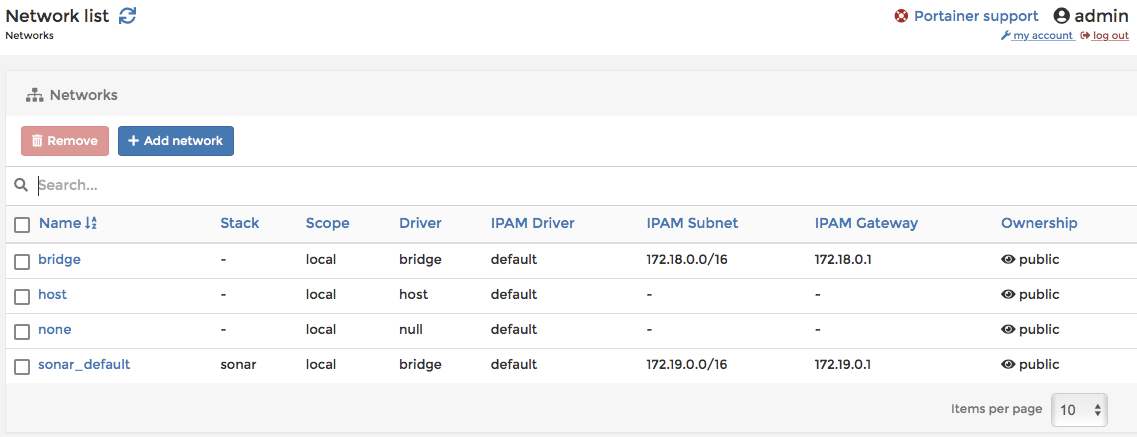 Network list
Portainer support admin
Networks
my account log out
Networks
Remove Add network
Search...
Name Stack Scope Driver IPAM Driver IPAM Subnet IPAM Gateway Ownership
bridge - local bridge default 172.18.0.0/16 172.18.0.1 public
host - local host default - - public
none - local null default - - public
sonar_default sonar local bridge default 172.19.0.0/16 172.19.0.1 public
Items per page 10